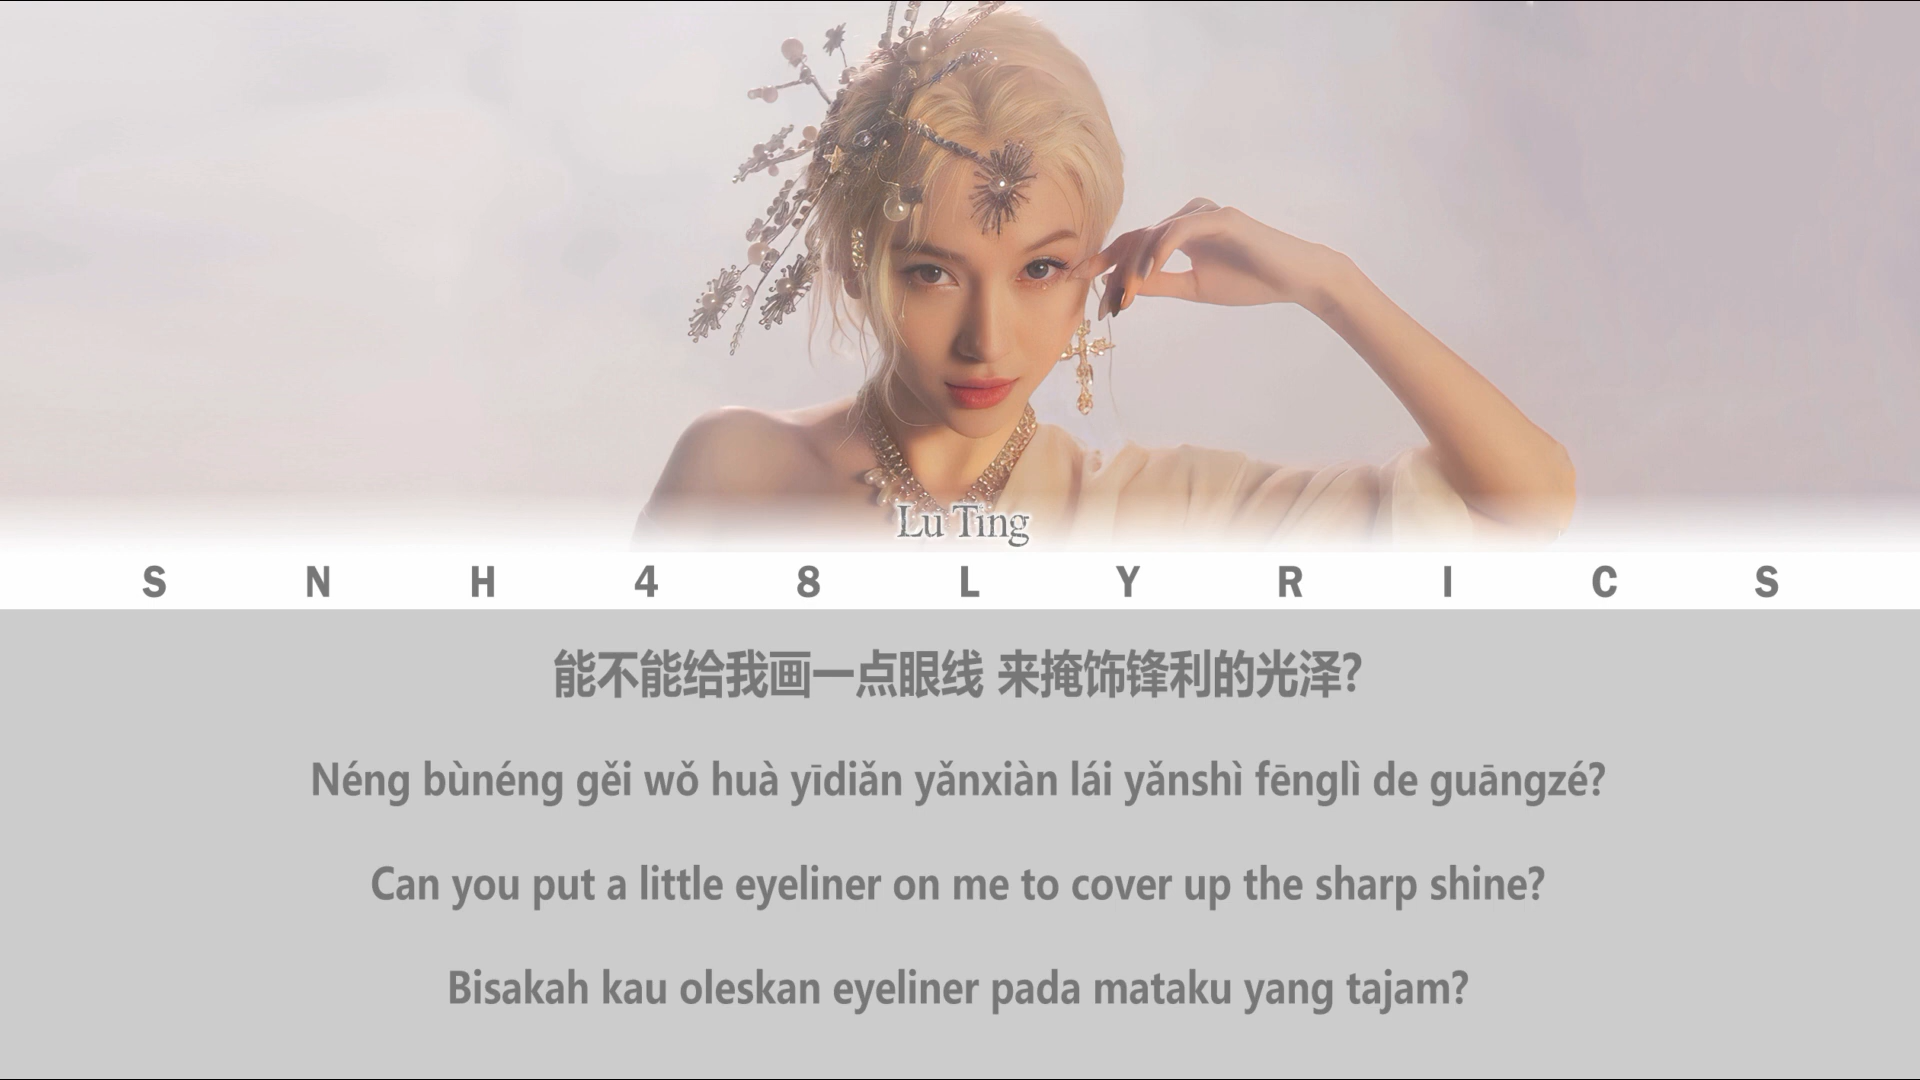 Lu Ting
S N H 4 8 L Y R I C S
能不能给我画一点眼线 来掩饰锋利的光泽?
Néng bùnéng gěi wǒ huà yīdiǎn yǎnxiàn lái yǎnshì fēnglì de guāngzé?
Can you put a little eyeliner on me to cover up the sharp shine?
Bisakah kau oleskan eyeliner pada mataku yang tajam?